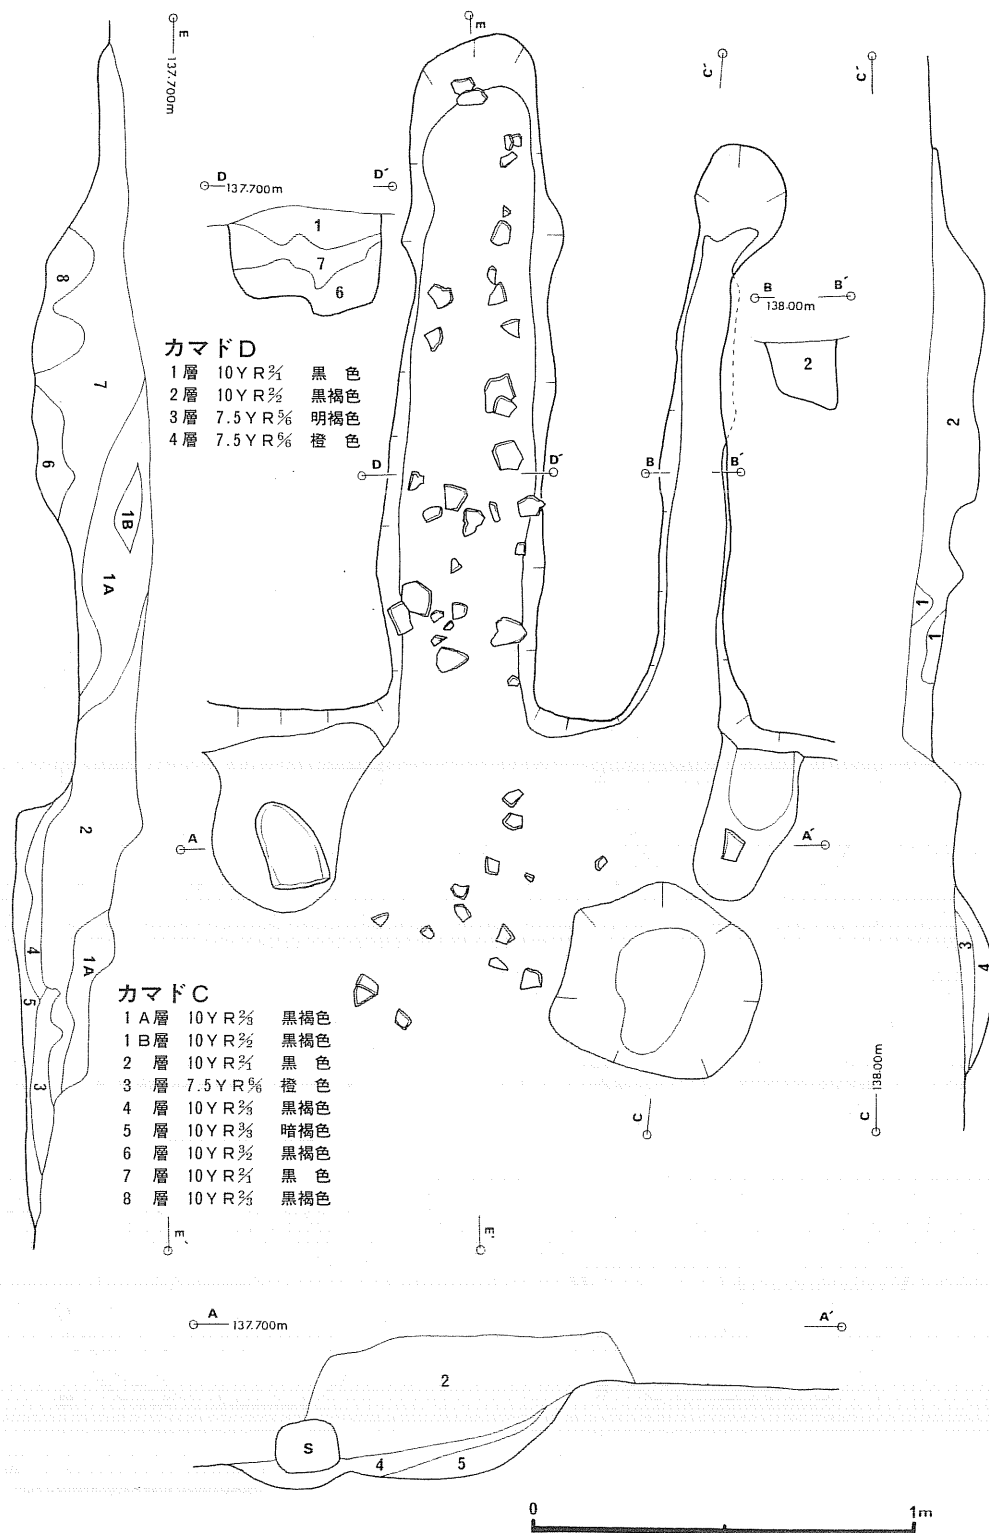 E
137.700m
E
C´
C´
D
137.700m
D´
1
7
6
8
7
6
1B
1A
2
1A
4
5
3
カマドD
1層 10YR2/1 黒 色
2層 10YR2/2 黒褐色
3層 7.5YR5/6 明褐色
4層 7.5YR6/6 橙 色
B
138.00m
B´
2
D
D´
B
B´
2
1
1
3
4
A
A´
カマドC
1A層 10YR2/3 黒褐色
1B層 10YR2/2 黒褐色
2 層 10YR2/1 黒 色
3 層 7.5YR6/6 橙 色
4 層 10YR2/3 黒褐色
5 層 10YR3/3 暗褐色
6 層 10YR3/2 黒褐色
7 層 10YR2/1 黒 色
8 層 10YR2/3 黒褐色
C
C
138.00m
E´
E´
A
137.700m
A´
2
S
4
5
0
1m